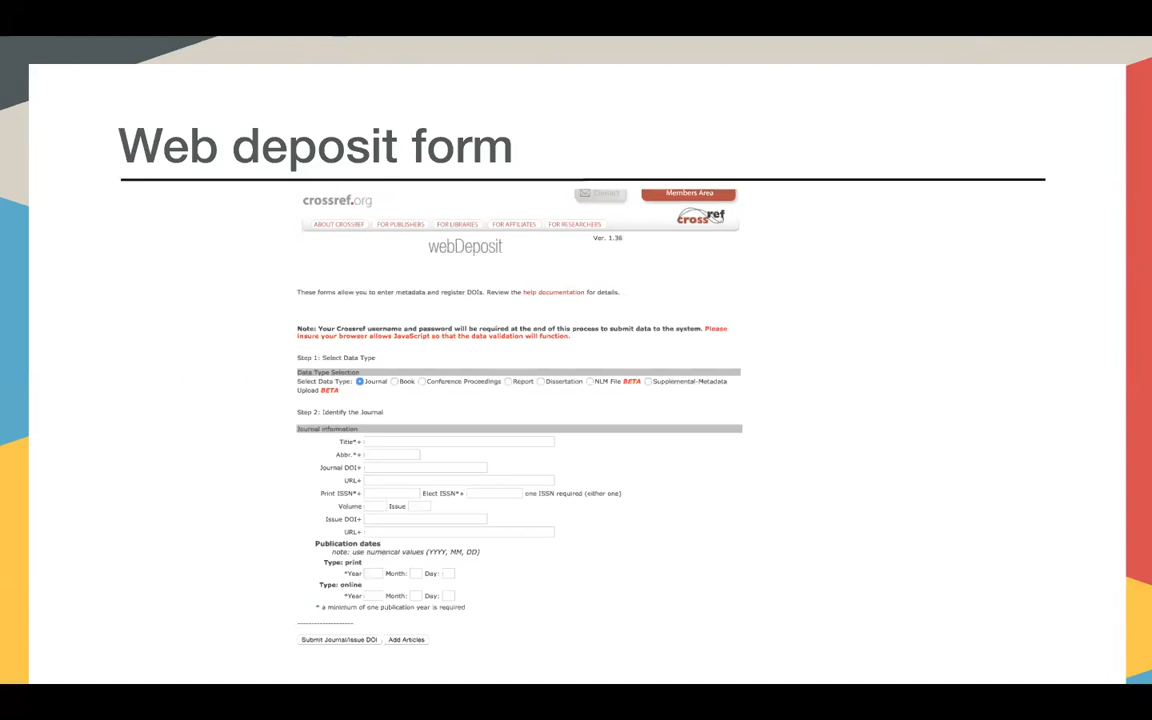 Web deposit form
crossref.org
Contact
Members Area
crossref
ABOUT CROSSREF FOR PUBLISHERS FOR LIBRARIES FOR AFFILIATES FOR RESEARCHERS
webDeposit
Ver. 1.36
These forms allow you to enter metadata and register DOIs. Review the help documentation for details.
Note: Your Crossref username and password will be required at the end of this process to submit data to the system. Please
insure your browser allows JavaScript so that the data validation will function.
Step 1: Select Data Type
Data Type Selection
Select Data Type: Journal Book Conference Proceedings Report Dissertation NLM File BETA Supplemental-Metadata
Upload BETA
Step 2: Identify the Journal
Journal information
Title*+
Abbr.*+
Journal DOI+
URL+
Print ISSN*+ Elect ISSN*+ one ISSN required (either one)
Volume Issue
Issue DOI+
URL+
Publication dates
note: use numerical values (YYYY, MM, DD)
Type: print
*Year Month: Day:
Type: online
*Year Month: Day:
* a minimum of one publication year is required
--------------------
Submit Journal/Issue DOI Add Articles